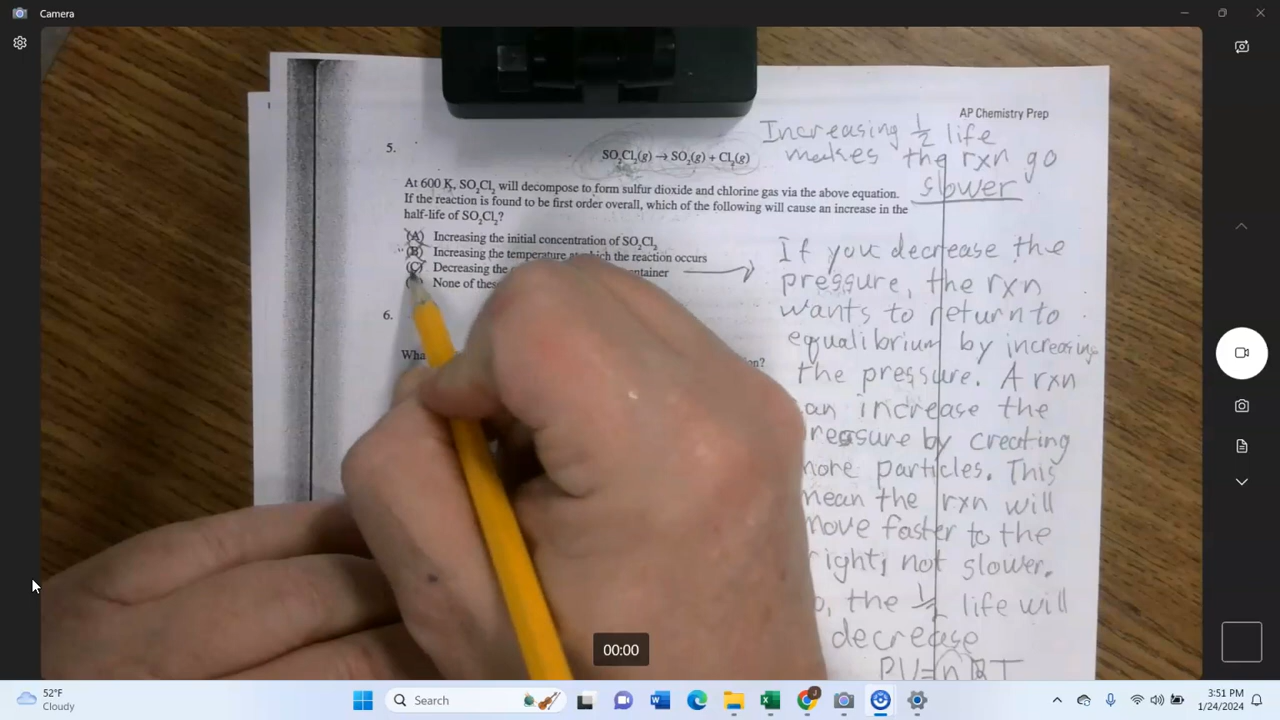 Camera
AP Chemistry Prep
5.
SO₂Cl₂(g) → SO₂(g) + Cl₂(g)
At 600 K, SO₂Cl₂ will decompose to form sulfur dioxide and chlorine gas via the above equation.
If the reaction is found to be first order overall, which of the following will cause an increase in the
half-life of SO₂Cl₂?
(A) Increasing the initial concentration of SO₂Cl₂
(B) Increasing the temperature at which the reaction occurs
(C) Decreasing the
None of these
6.
Increasing ½ life
makes the rxn go
slower
If you decrease the
pressure, the rxn
wants to return to
equalibrium by increasing
the pressure. A rxn
an increase the
ressure by creating
more particles. This
mean the rxn will
move faster to the
right, not slower.
the ½ life will
decrease
PV=nRT
00:00
52°F
Cloudy
Search
3:51 PM
1/24/2024